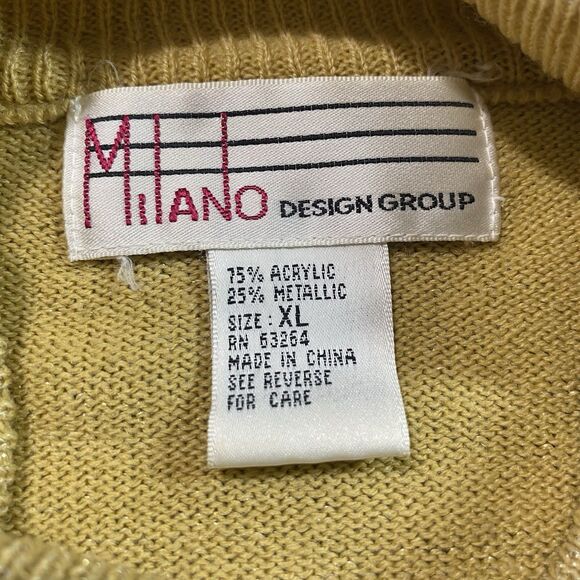 MILANO DESIGN GROUP
75% ACRYLIC
25% METALLIC
SIZE: XL
RN 63264
MADE IN CHINA
SEE REVERSE
FOR CARE